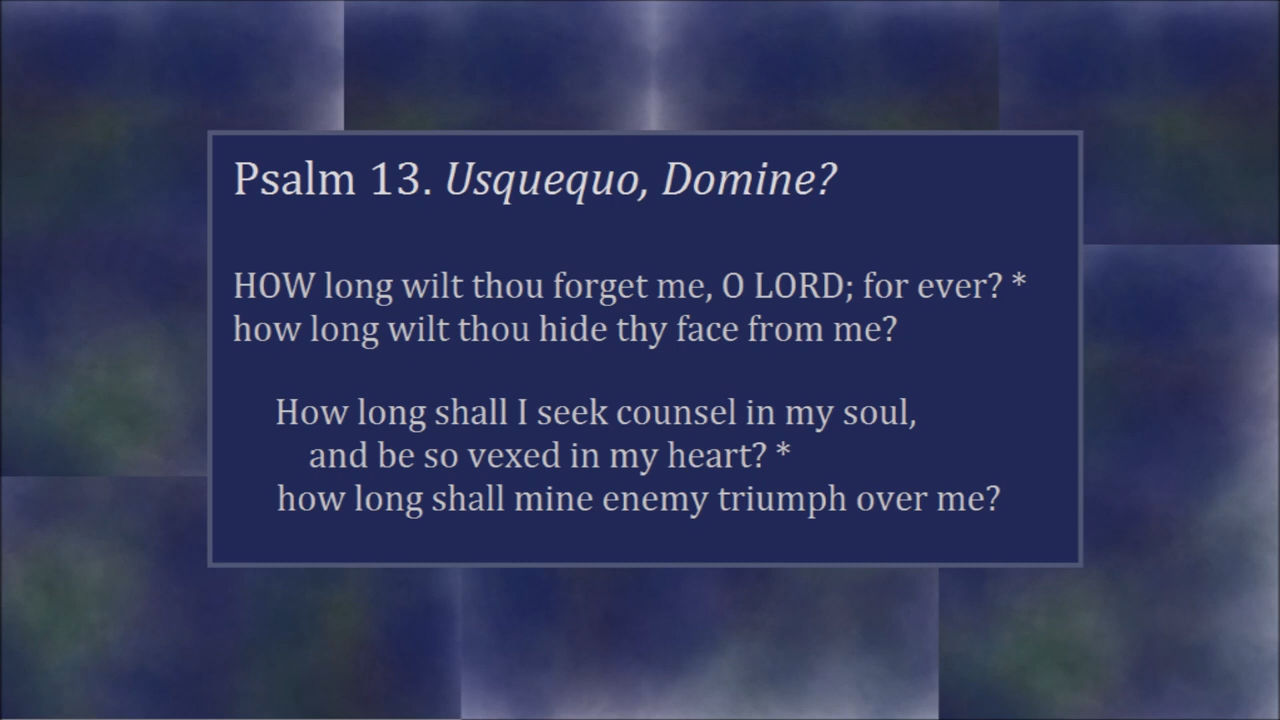 Psalm 13. Usquequo, Domine?
HOW long wilt thou forget me, O LORD; for ever? *
how long wilt thou hide thy face from me?
How long shall I seek counsel in my soul,
and be so vexed in my heart? *
how long shall mine enemy triumph over me?